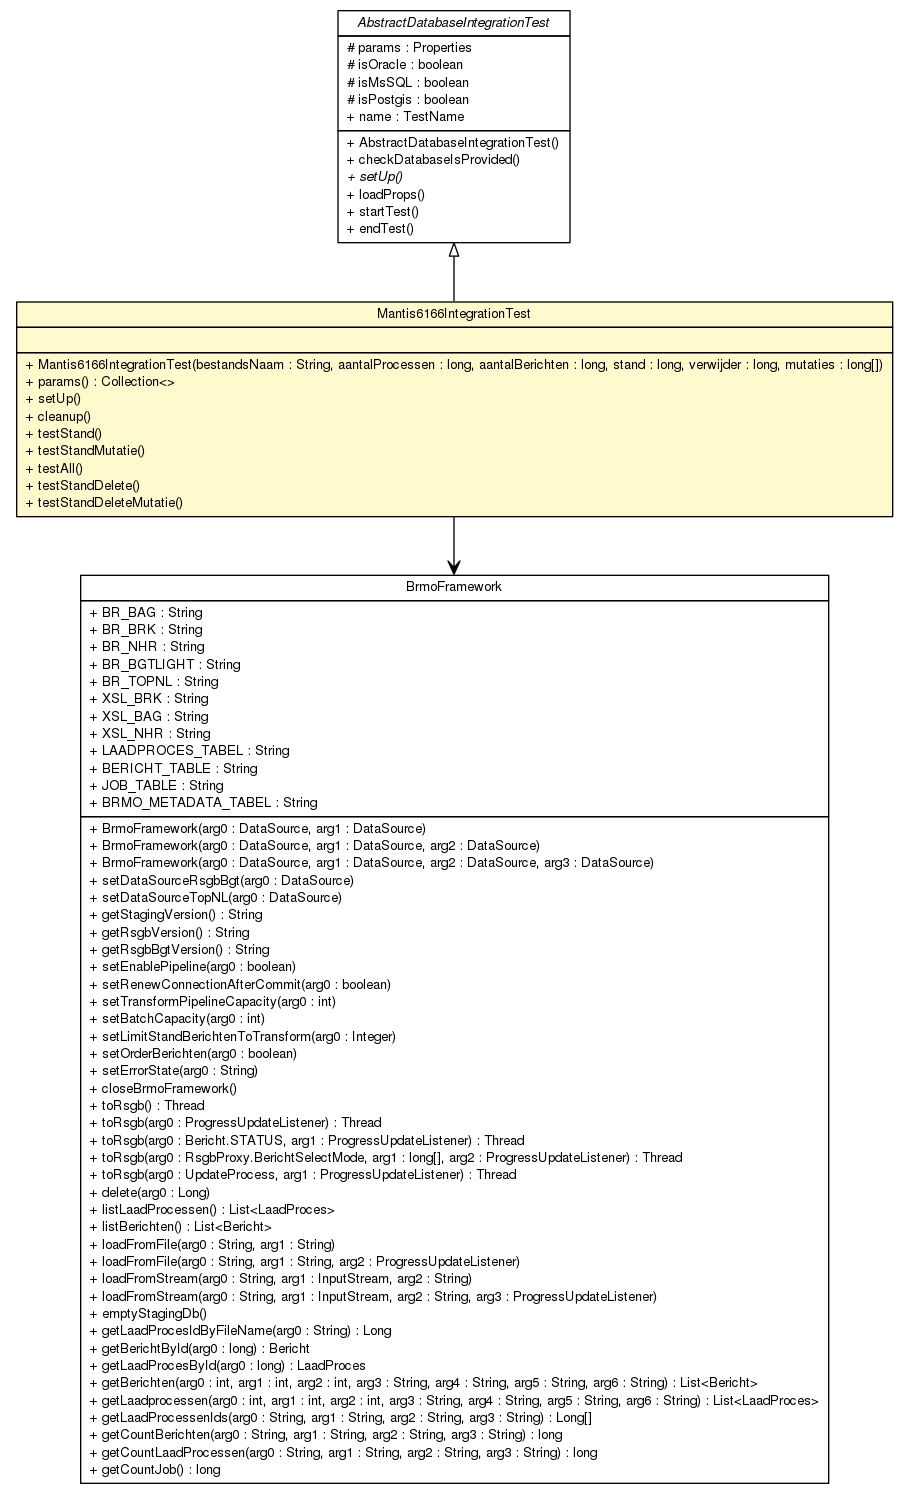 AbstractDatabaseIntegrationTest
# params : Properties
# isOracle : boolean
# isMsSQL : boolean
# isPostgis : boolean
+ name : TestName
+ AbstractDatabaseIntegrationTest()
+ checkDatabaseIsProvided()
+ setUp()
+ loadProps()
+ startTest()
+ endTest()
Mantis6166IntegrationTest
+ Mantis6166IntegrationTest(bestandsNaam : String, aantalProcessen : long, aantalBerichten : long, stand : long, verwijder : long, mutaties : long[])
+ params() : Collection<>
+ setUp()
+ cleanup()
+ testStand()
+ testStandMutatie()
+ testAll()
+ testStandDelete()
+ testStandDeleteMutatie()
BrmoFramework
+ BR_BAG : String
+ BR_BRK : String
+ BR_NHR : String
+ BR_BGTLIGHT : String
+ BR_TOPNL : String
+ XSL_BRK : String
+ XSL_BAG : String
+ XSL_NHR : String
+ LAADPROCES_TABEL : String
+ BERICHT_TABLE : String
+ JOB_TABLE : String
+ BRMO_METADATA_TABEL : String
+ BrmoFramework(arg0 : DataSource, arg1 : DataSource)
+ BrmoFramework(arg0 : DataSource, arg1 : DataSource, arg2 : DataSource)
+ BrmoFramework(arg0 : DataSource, arg1 : DataSource, arg2 : DataSource, arg3 : DataSource)
+ setDataSourceRsgbBgt(arg0 : DataSource)
+ setDataSourceTopNL(arg0 : DataSource)
+ getStagingVersion() : String
+ getRsgbVersion() : String
+ getRsgbBgtVersion() : String
+ setEnablePipeline(arg0 : boolean)
+ setRenewConnectionAfterCommit(arg0 : boolean)
+ setTransformPipelineCapacity(arg0 : int)
+ setBatchCapacity(arg0 : int)
+ setLimitStandBerichtenToTransform(arg0 : Integer)
+ setOrderBerichten(arg0 : boolean)
+ setErrorState(arg0 : String)
+ closeBrmoFramework()
+ toRsgb() : Thread
+ toRsgb(arg0 : ProgressUpdateListener) : Thread
+ toRsgb(arg0 : Bericht.STATUS, arg1 : ProgressUpdateListener) : Thread
+ toRsgb(arg0 : RsgbProxy.BerichtSelectMode, arg1 : long[], arg2 : ProgressUpdateListener) : Thread
+ toRsgb(arg0 : UpdateProcess, arg1 : ProgressUpdateListener) : Thread
+ delete(arg0 : Long)
+ listLaadProcessen() : List<LaadProces>
+ listBerichten() : List<Bericht>
+ loadFromFile(arg0 : String, arg1 : String)
+ loadFromFile(arg0 : String, arg1 : String, arg2 : ProgressUpdateListener)
+ loadFromStream(arg0 : String, arg1 : InputStream, arg2 : String)
+ loadFromStream(arg0 : String, arg1 : InputStream, arg2 : String, arg3 : ProgressUpdateListener)
+ emptyStagingDb()
+ getLaadProcesIdByFileName(arg0 : String) : Long
+ getBerichtById(arg0 : long) : Bericht
+ getLaadProcesById(arg0 : long) : LaadProces
+ getBerichten(arg0 : int, arg1 : int, arg2 : int, arg3 : String, arg4 : String, arg5 : String, arg6 : String) : List<Bericht>
+ getLaadprocessen(arg0 : int, arg1 : int, arg2 : int, arg3 : String, arg4 : String, arg5 : String, arg6 : String) : List<LaadProces>
+ getLaadProcessenIds(arg0 : String, arg1 : String, arg2 : String, arg3 : String) : Long[]
+ getCountBerichten(arg0 : String, arg1 : String, arg2 : String, arg3 : String) : long
+ getCountLaadProcessen(arg0 : String, arg1 : String, arg2 : String, arg3 : String) : long
+ getCountJob() : long